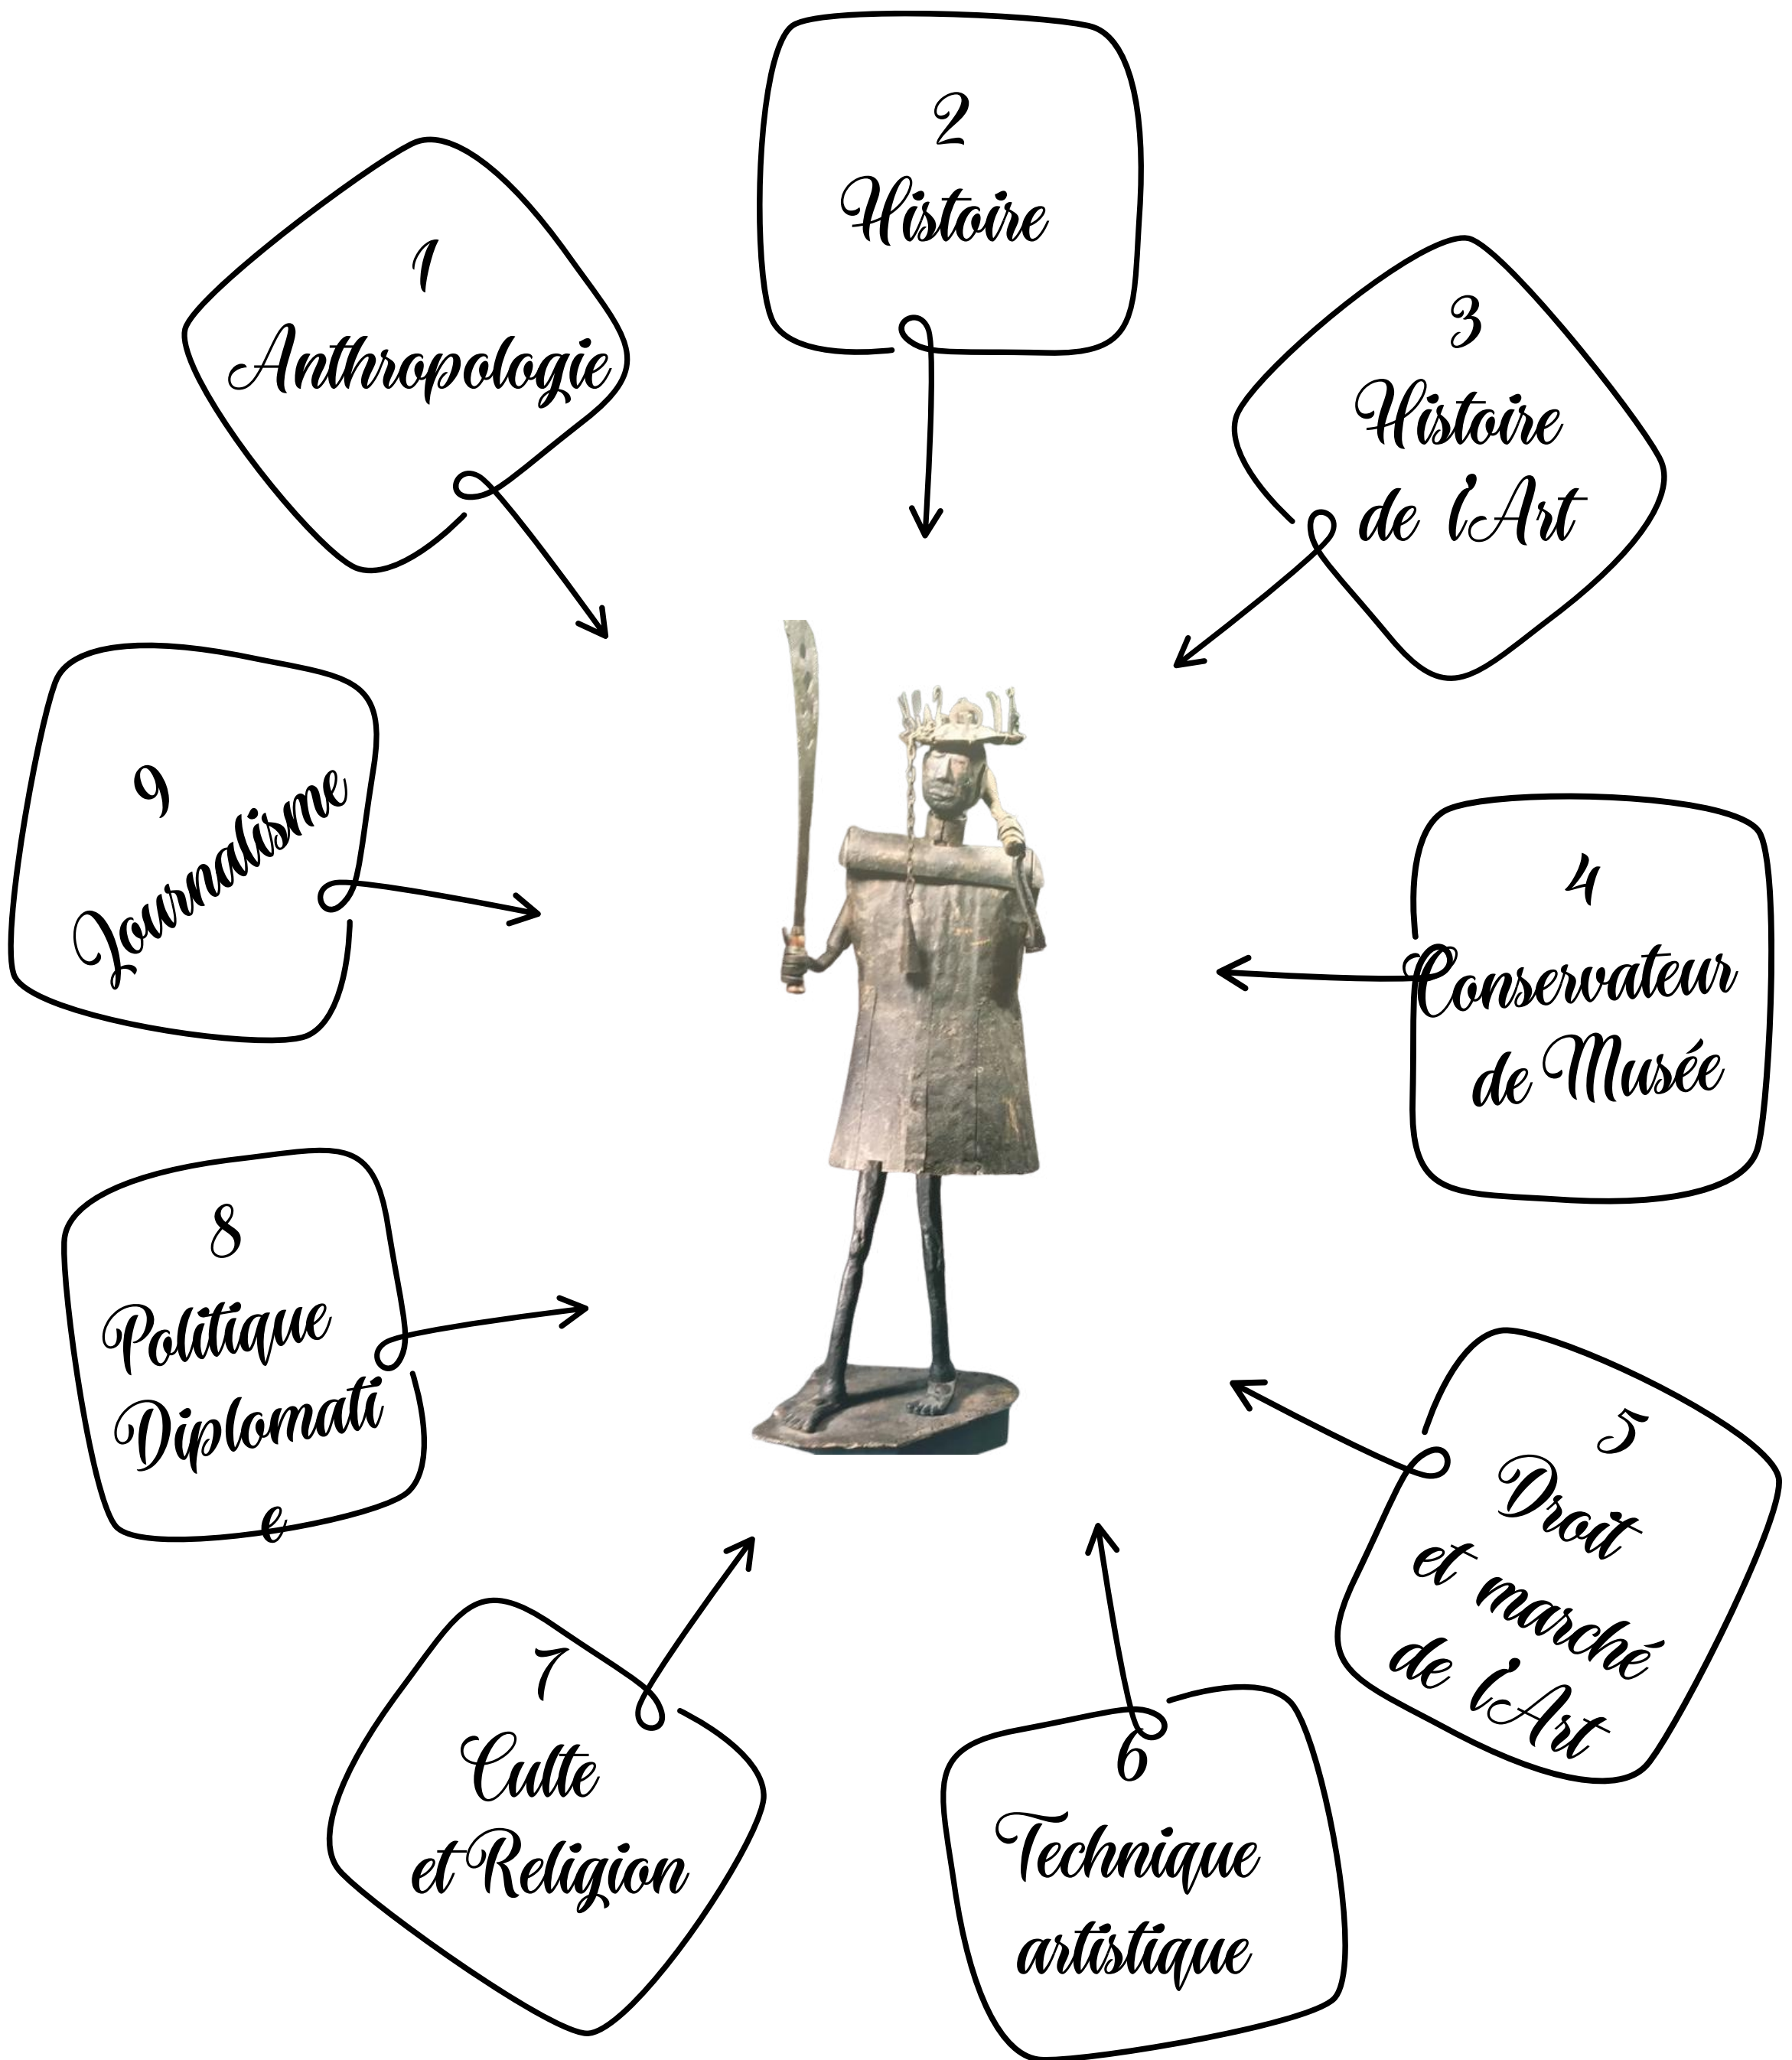 1
Anthropologie
2
Histoire
3
Histoire
de l'Art
4
Conservateur
de Musée
5
Droit
et marché
de l'Art
6
Technique
artistique
7
Culte
et Religion
8
Politique
Diplomati
e
9
Journalisme